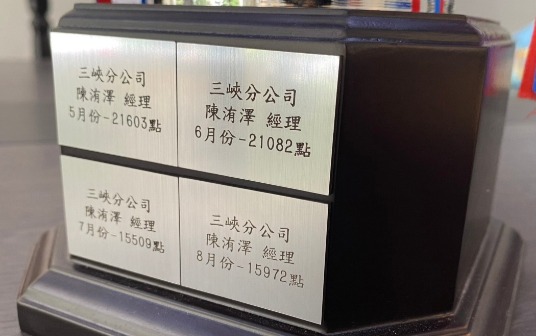 三峽分公司
陳洧澤 經理
5月份-21603點
三峽分公司
陳洧澤 經理
6月份-21082點
三峽分公司
陳洧澤 經理
7月份-15509點
三峽分公司
陳洧澤 經理
8月份-15972點